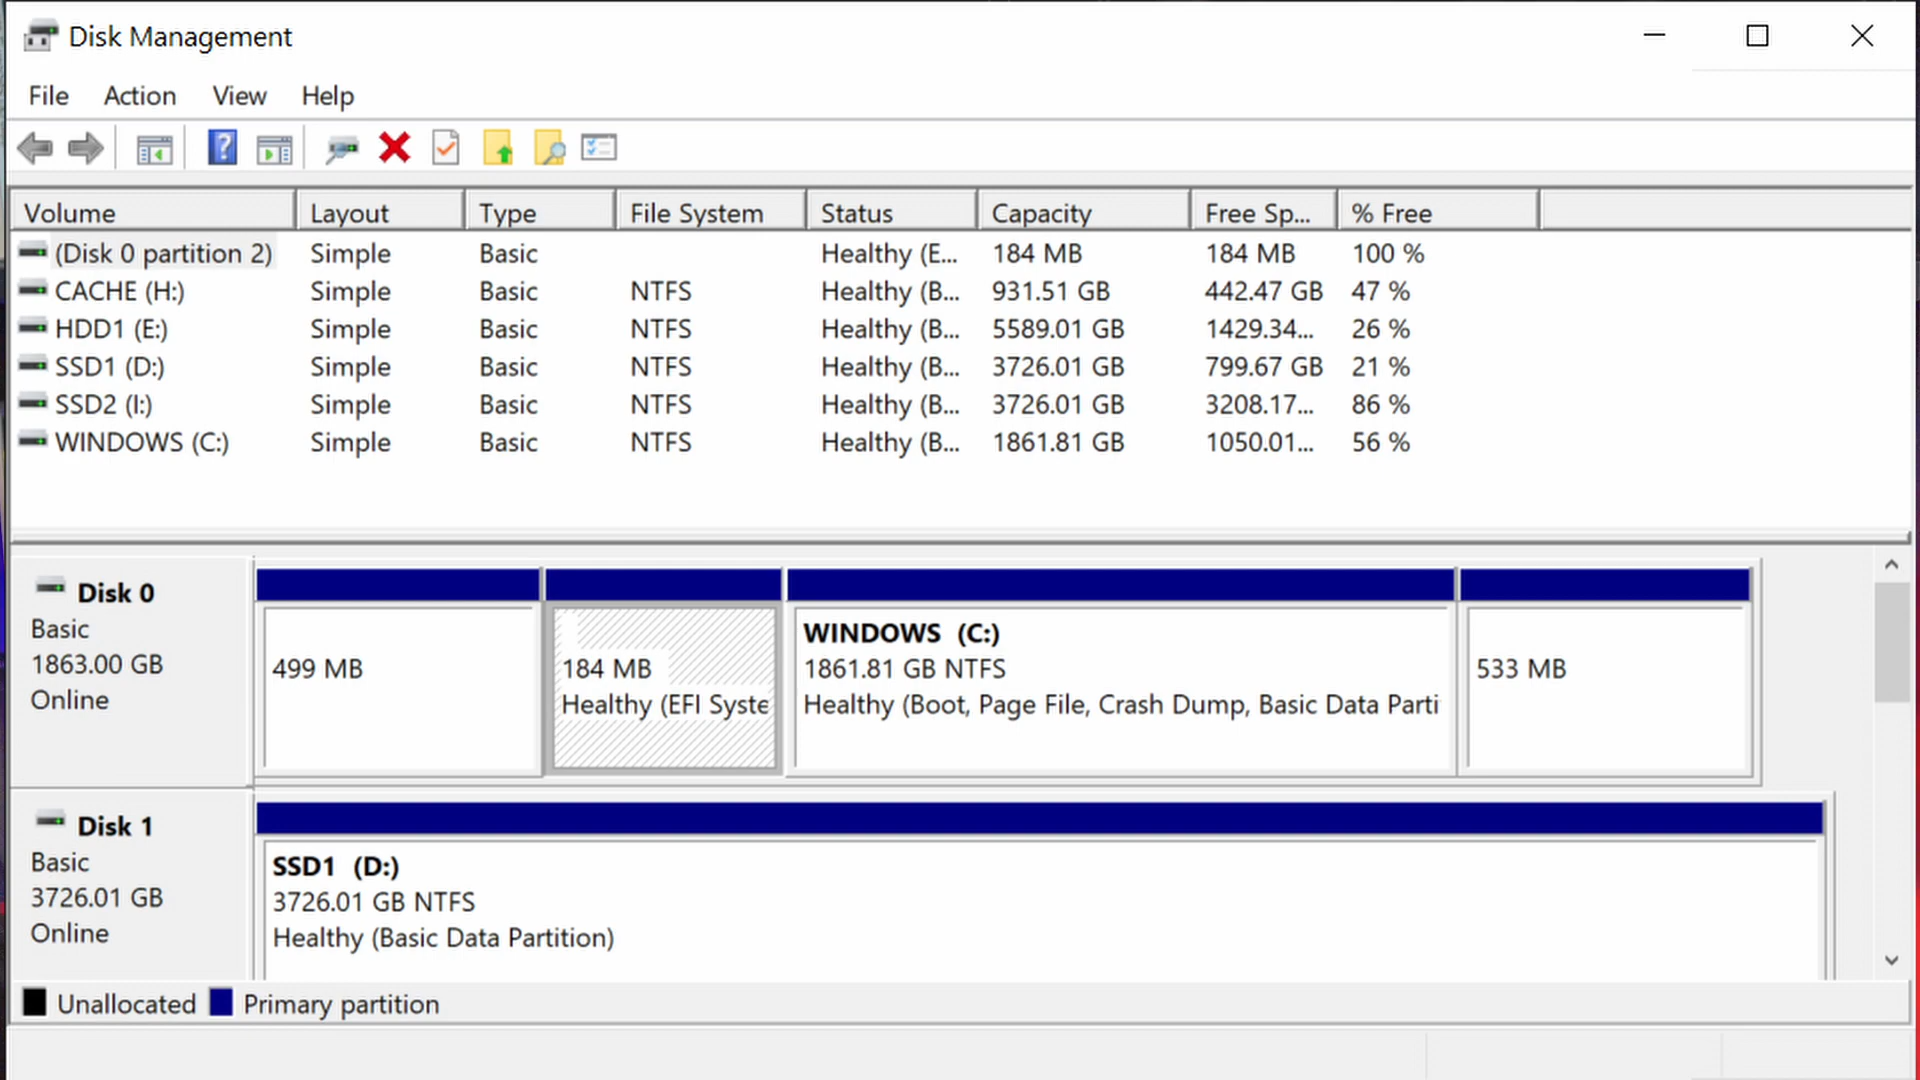 Disk Management
File Action View Help
Volume Layout Type File System Status Capacity Free Sp... % Free
(Disk 0 partition 2) Simple Basic Healthy (E... 184 MB 184 MB 100 %
CACHE (H:) Simple Basic NTFS Healthy (B... 931.51 GB 442.47 GB 47 %
HDD1 (E:) Simple Basic NTFS Healthy (B... 5589.01 GB 1429.34... 26 %
SSD1 (D:) Simple Basic NTFS Healthy (B... 3726.01 GB 799.67 GB 21 %
SSD2 (I:) Simple Basic NTFS Healthy (B... 3726.01 GB 3208.17... 86 %
WINDOWS (C:) Simple Basic NTFS Healthy (B... 1861.81 GB 1050.01... 56 %
Disk 0
Basic
1863.00 GB
Online
499 MB
184 MB
Healthy (EFI Syste
WINDOWS (C:)
1861.81 GB NTFS
Healthy (Boot, Page File, Crash Dump, Basic Data Parti
533 MB
Disk 1
Basic
3726.01 GB
Online
SSD1 (D:)
3726.01 GB NTFS
Healthy (Basic Data Partition)
Unallocated Primary partition